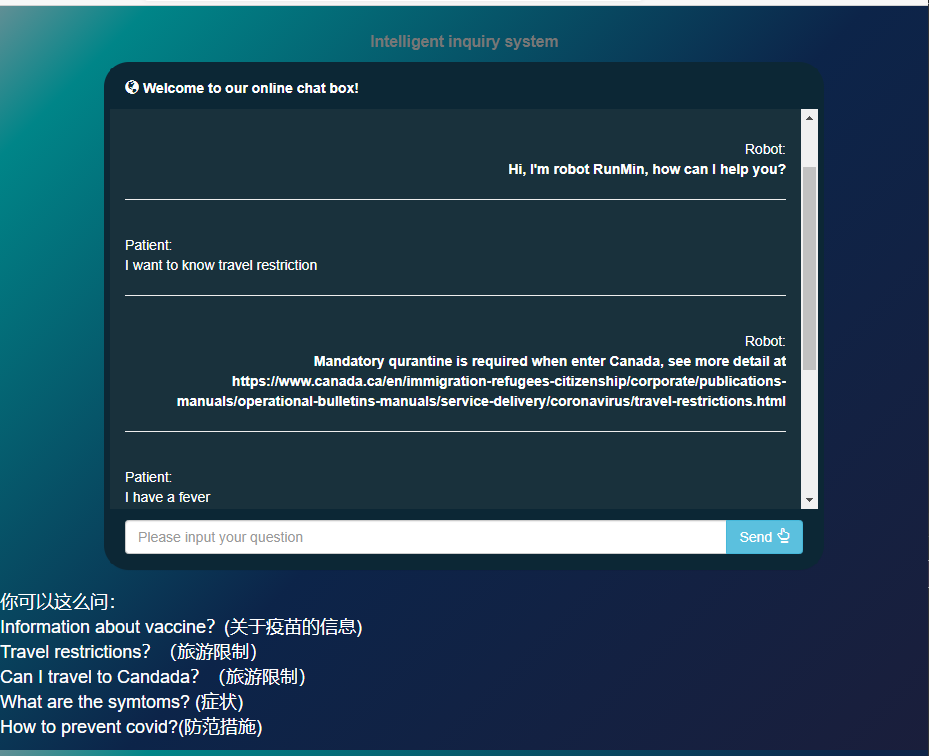 Intelligent inquiry system
Welcome to our online chat box!
Robot:
Hi, I'm robot RunMin, how can I help you?
Patient:
I want to know travel restriction
Robot:
Mandatory qurantine is required when enter Canada, see more detail at
https://www.canada.ca/en/immigration-refugees-citizenship/corporate/publications-
manuals/operational-bulletins-manuals/service-delivery/coronavirus/travel-restrictions.html
Patient:
I have a fever
Please input your question
Send
你可以这么问:
Information about vaccine? (关于疫苗的信息)
Travel restrictions? （旅游限制）
Can I travel to Candada? （旅游限制）
What are the symtoms? (症状)
How to prevent covid?(防范措施)